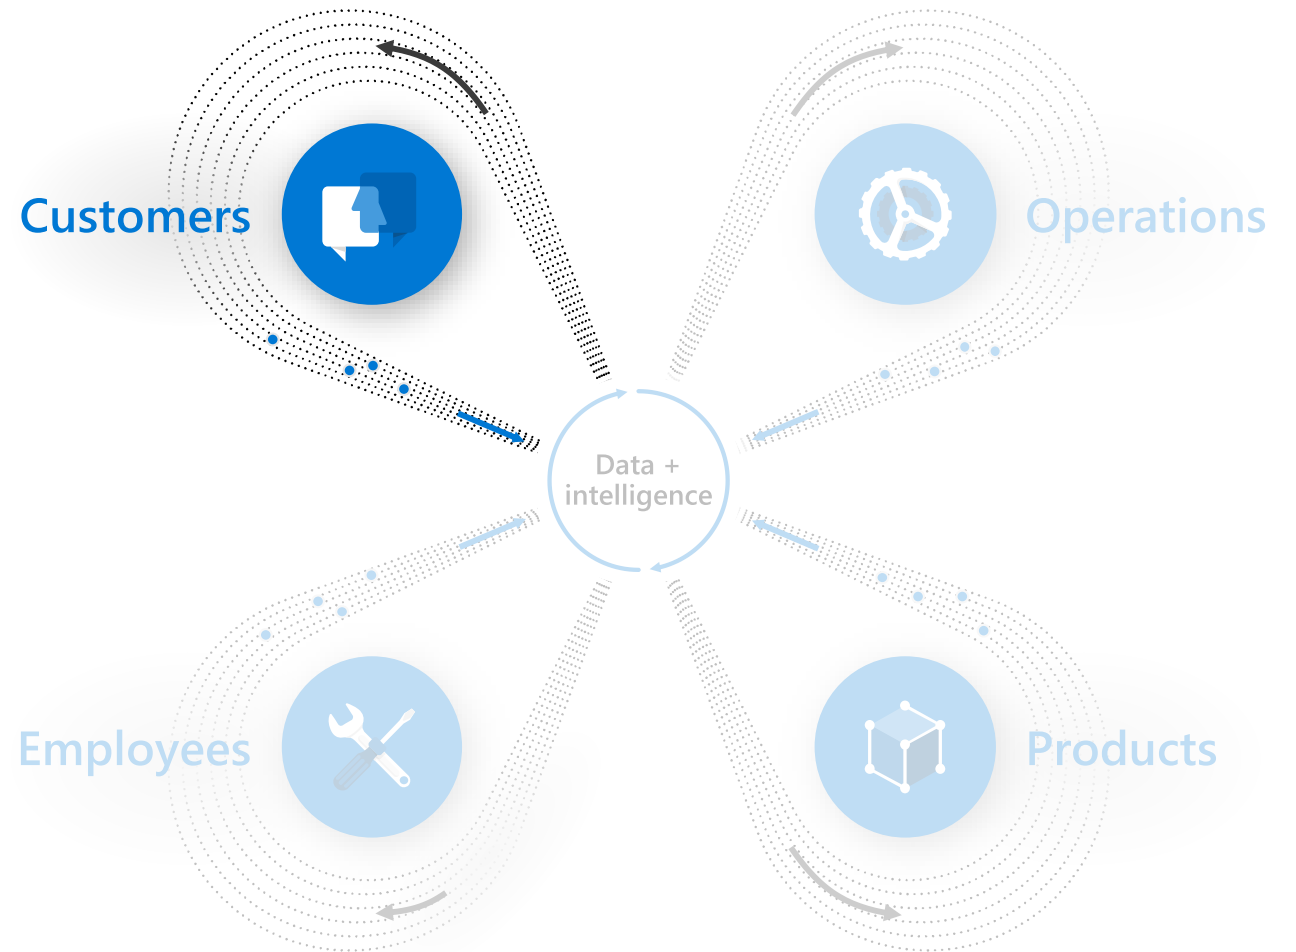 Customers
Operations
Data +
intelligence
Employees
Products